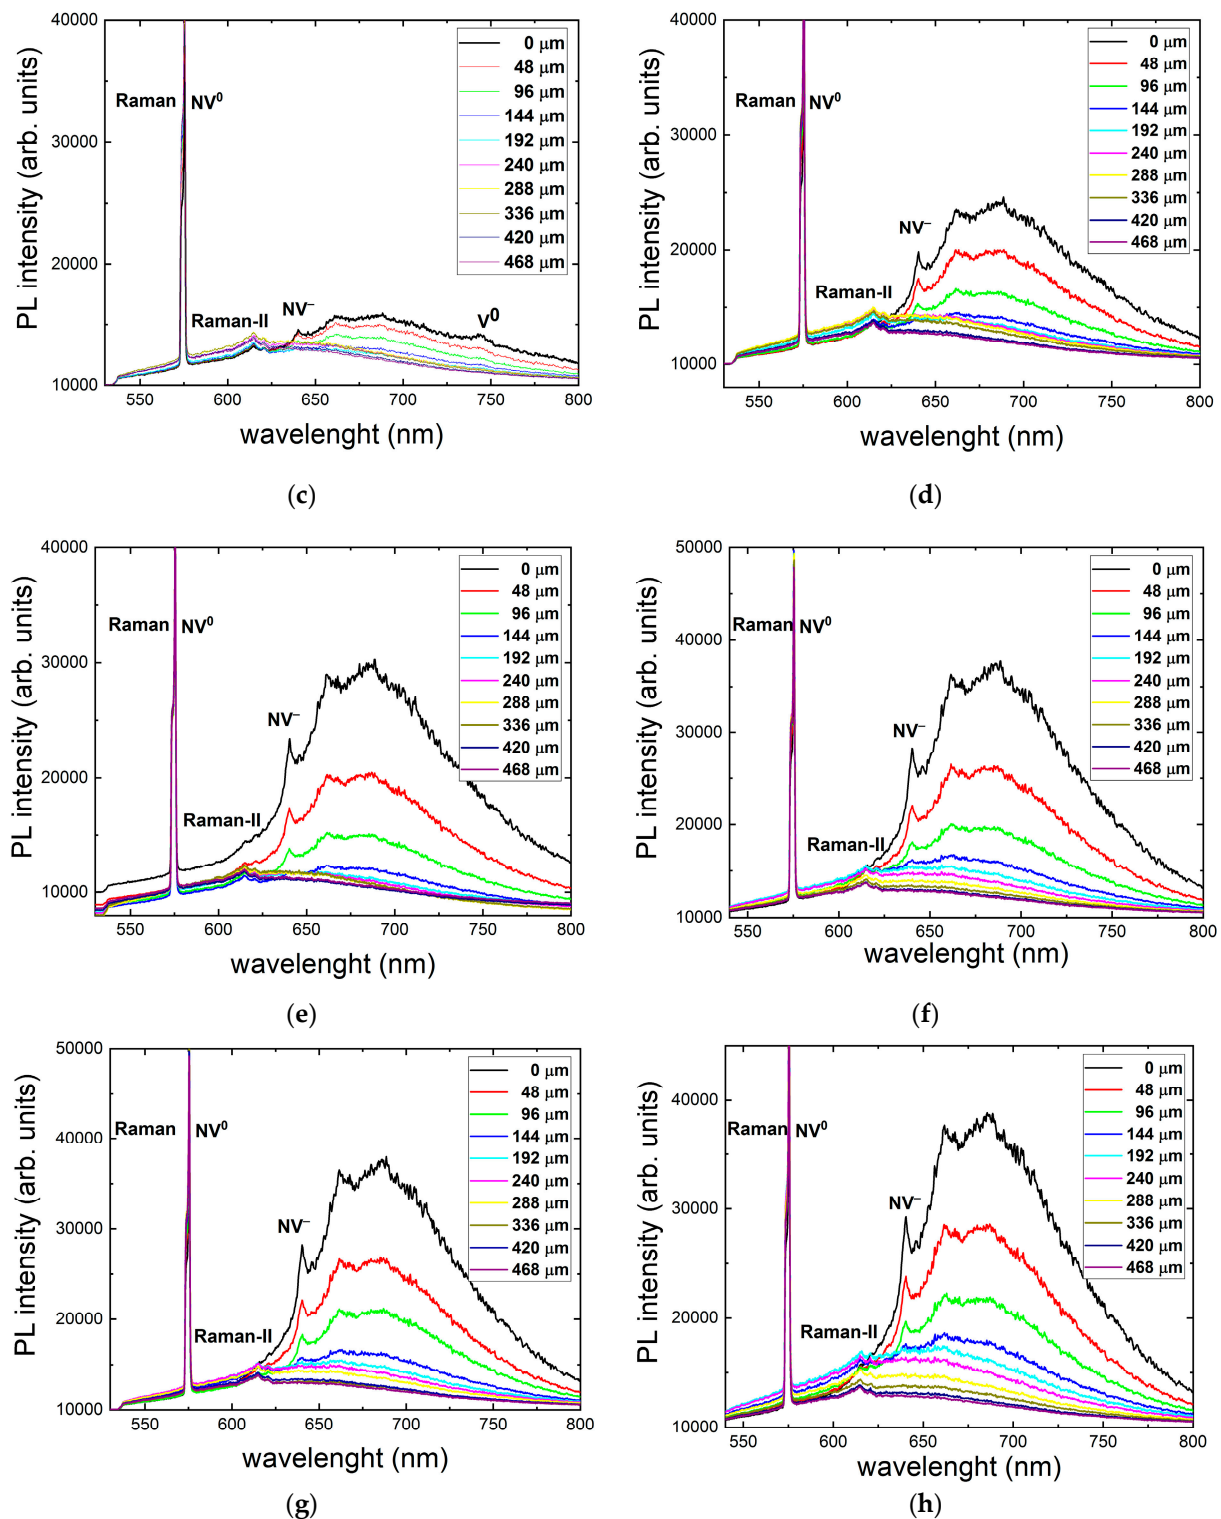 40000
30000
20000
10000
PL intensity (arb. units)
Raman NV⁰
Raman-II
NV⁻
V⁰
0 μm
48 μm
96 μm
144 μm
192 μm
240 μm
288 μm
336 μm
420 μm
468 μm
550 600 650 700 750 800
wavelenght (nm)
(c)
40000
30000
20000
10000
PL intensity (arb. units)
Raman NV⁰
Raman-II
NV⁻
0 μm
48 μm
96 μm
144 μm
192 μm
240 μm
288 μm
336 μm
420 μm
468 μm
550 600 650 700 750 800
wavelenght (nm)
(d)
40000
30000
20000
10000
PL intensity (arb. units)
Raman NV⁰
Raman-II
NV⁻
0 μm
48 μm
96 μm
144 μm
192 μm
240 μm
288 μm
336 μm
420 μm
468 μm
550 600 650 700 750 800
wavelenght (nm)
(e)
50000
40000
30000
20000
10000
PL intensity (arb. units)
Raman NV⁰
Raman-II
NV⁻
0 μm
48 μm
96 μm
144 μm
192 μm
240 μm
288 μm
336 μm
420 μm
468 μm
550 600 650 700 750 800
wavelenght (nm)
(f)
50000
40000
30000
20000
10000
PL intensity (arb. units)
Raman NV⁰
Raman-II
NV⁻
0 μm
48 μm
96 μm
144 μm
192 μm
240 μm
288 μm
336 μm
420 μm
468 μm
550 600 650 700 750 800
wavelenght (nm)
(g)
40000
30000
20000
10000
PL intensity (arb. units)
Raman NV⁰
Raman-II
NV⁻
0 μm
48 μm
96 μm
144 μm
192 μm
240 μm
288 μm
336 μm
420 μm
468 μm
550 600 650 700 750 800
wavelenght (nm)
(h)